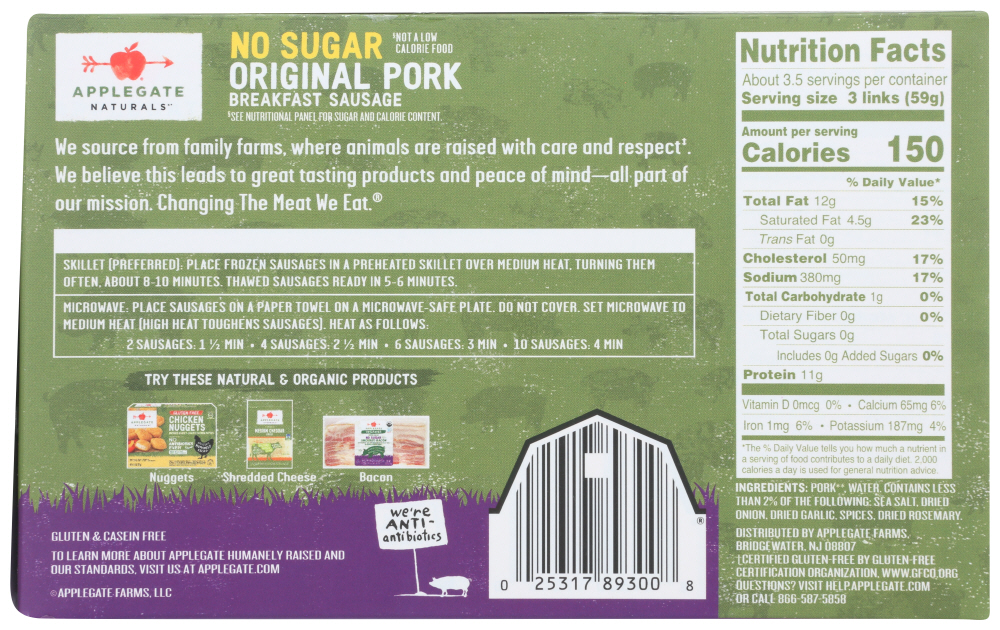 APPLEGATE
NATURALS™
NO SUGAR
§NOT A LOW
CALORIE FOOD
ORIGINAL PORK
BREAKFAST SAUSAGE
§SEE NUTRITIONAL PANEL FOR SUGAR AND CALORIE CONTENT.
We source from family farms, where animals are raised with care and respect‡.
We believe this leads to great tasting products and peace of mind—all part of
our mission. Changing The Meat We Eat.®
SKILLET (PREFERRED): PLACE FROZEN SAUSAGES IN A PREHEATED SKILLET OVER MEDIUM HEAT, TURNING THEM
OFTEN, ABOUT 8-10 MINUTES. THAWED SAUSAGES READY IN 5-6 MINUTES.
MICROWAVE: PLACE SAUSAGES ON A PAPER TOWEL ON A MICROWAVE-SAFE PLATE. DO NOT COVER. SET MICROWAVE TO
MEDIUM HEAT (HIGH HEAT TOUGHENS SAUSAGES). HEAT AS FOLLOWS:
2 SAUSAGES: 1 ½ MIN • 4 SAUSAGES: 2 ½ MIN • 6 SAUSAGES: 3 MIN • 10 SAUSAGES: 4 MIN
TRY THESE NATURAL & ORGANIC PRODUCTS
APPLEGATE
GLUTEN-FREE
CHICKEN
NUGGETS
Nuggets
Shredded Cheese
Bacon
GLUTEN & CASEIN FREE
TO LEARN MORE ABOUT APPLEGATE HUMANELY RAISED AND
OUR STANDARDS, VISIT US AT APPLEGATE.COM
©APPLEGATE FARMS, LLC
we're
ANTI-
antibiotics
®
0 25317 89300 8
Nutrition Facts
About 3.5 servings per container
Serving size 3 links (59g)
Amount per serving
Calories 150
% Daily Value*
Total Fat 12g 15%
Saturated Fat 4.5g 23%
Trans Fat 0g
Cholesterol 50mg 17%
Sodium 380mg 17%
Total Carbohydrate 1g 0%
Dietary Fiber 0g 0%
Total Sugars 0g
Includes 0g Added Sugars 0%
Protein 11g
Vitamin D 0mcg 0% • Calcium 65mg 6%
Iron 1mg 6% • Potassium 187mg 4%
*The % Daily Value tells you how much a nutrient in
a serving of food contributes to a daily diet. 2,000
calories a day is used for general nutrition advice.
INGREDIENTS: PORK**, WATER. CONTAINS LESS
THAN 2% OF THE FOLLOWING: SEA SALT, DRIED
ONION, DRIED GARLIC, SPICES, DRIED ROSEMARY.
DISTRIBUTED BY APPLEGATE FARMS,
BRIDGEWATER, NJ 08807
†CERTIFIED GLUTEN-FREE BY GLUTEN-FREE
CERTIFICATION ORGANIZATION, WWW.GFCO.ORG
QUESTIONS? VISIT HELP.APPLEGATE.COM
OR CALL 866-587-5858